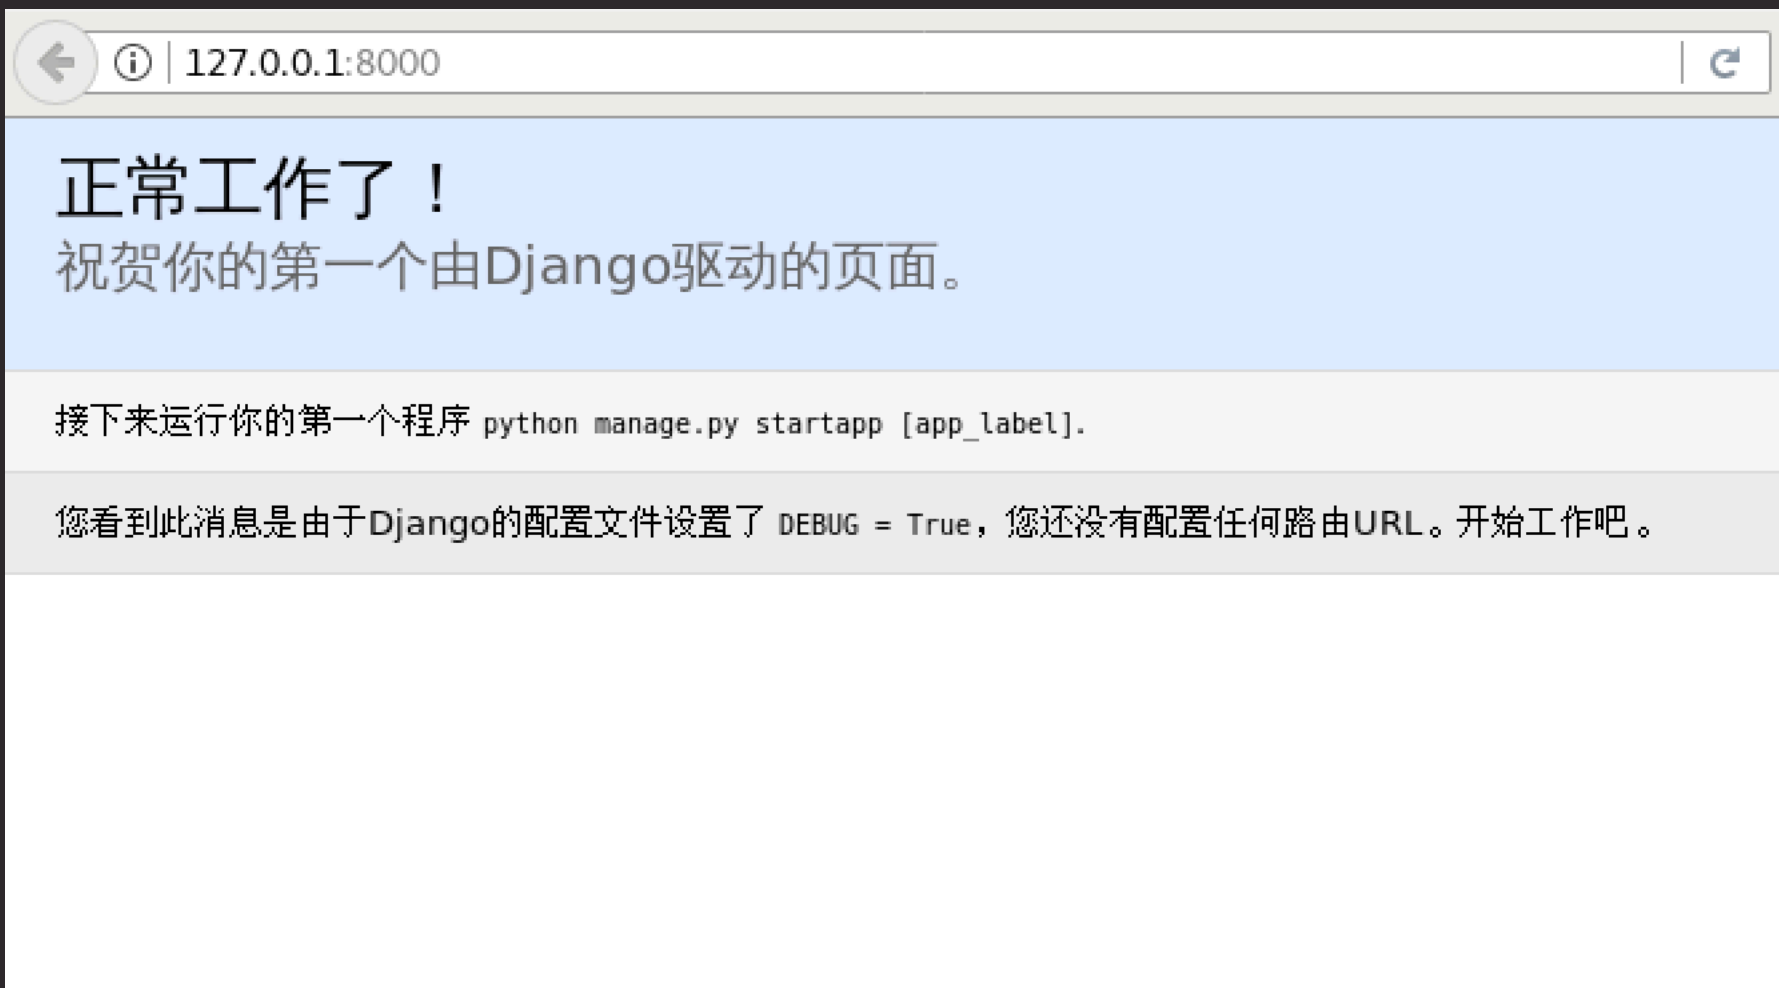 127.0.0.1:8000
正常工作了！
祝贺你的第一个由Django驱动的页面。
接下来运行你的第一个程序 python manage.py startapp [app_label].
您看到此消息是由于Django的配置文件设置了 DEBUG = True，您还没有配置任何路由URL。开始工作吧。